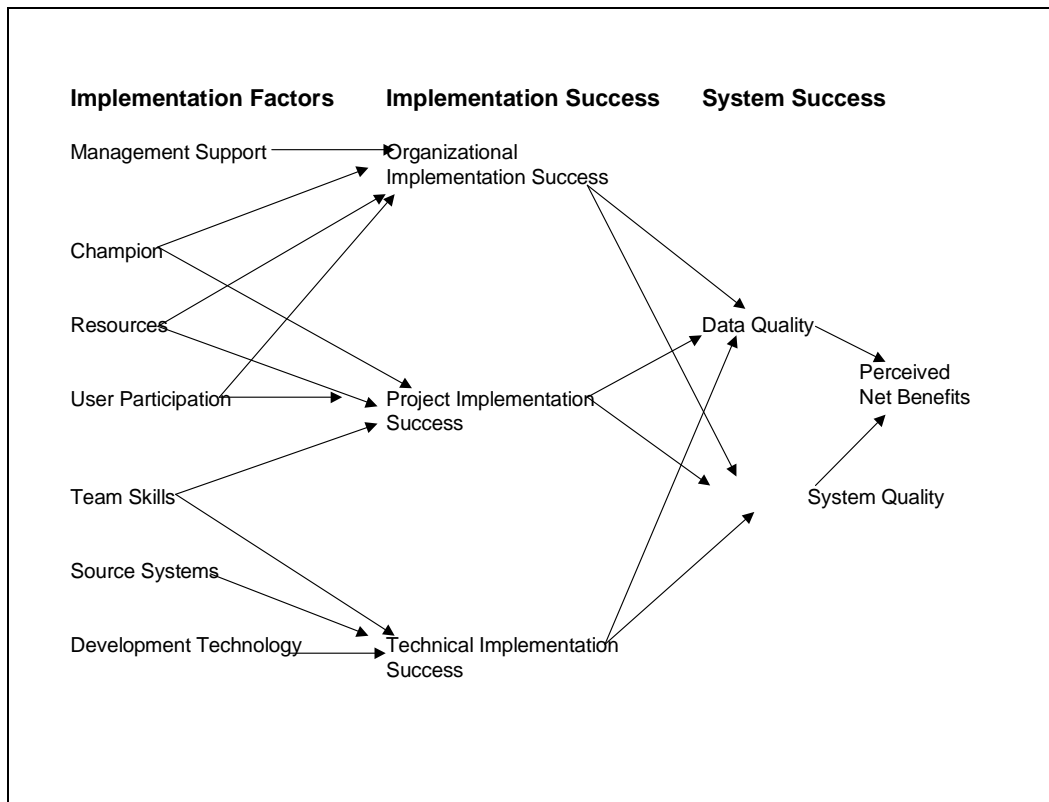 Implementation Factors
Implementation Success
System Success
Management Support
Organizational
Implementation Success
Champion
Resources
Data Quality
Perceived
Net Benefits
User Participation
Project Implementation
Success
Team Skills
System Quality
Source Systems
Development Technology
Technical Implementation
Success